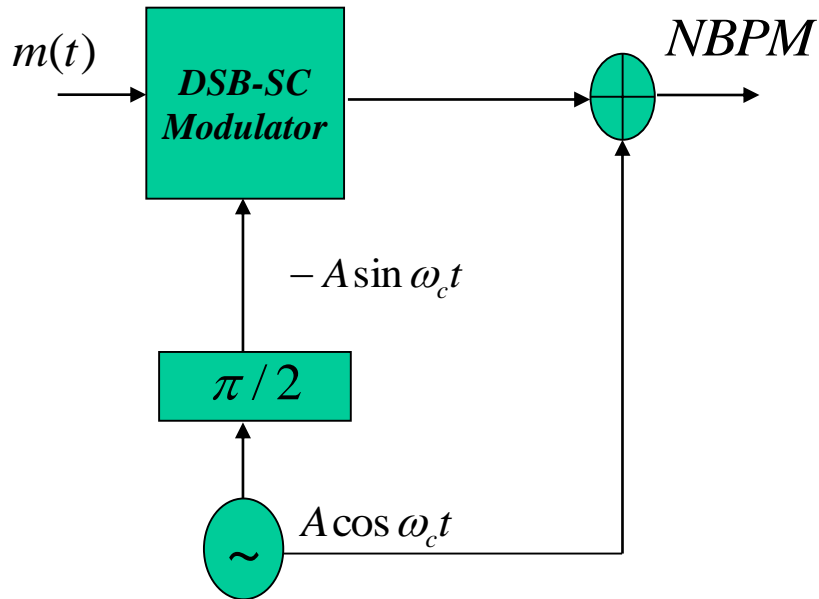 m(t)
NBPM
DSB-SC
Modulator
− A sin ω_c t
π / 2
A cos ω_c t
~